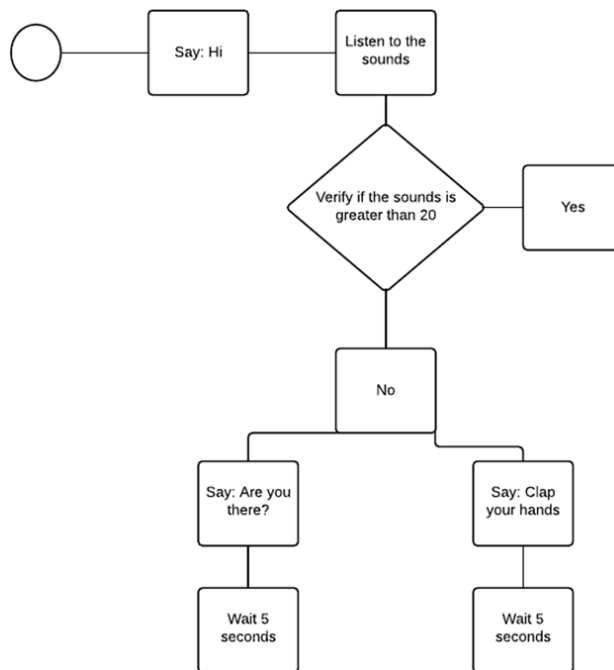 Say: Hi
Listen to the
sounds
Verify if the sounds is
greater than 20
Yes
No
Say: Are you
there?
Say: Clap
your hands
Wait 5
seconds
Wait 5
seconds